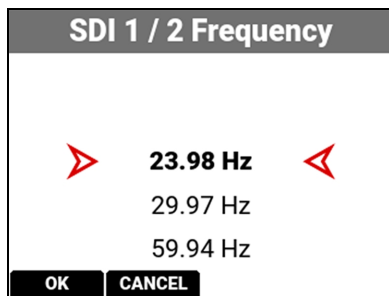 SDI 1 / 2 Frequency
23.98 Hz
29.97 Hz
59.94 Hz
OK CANCEL